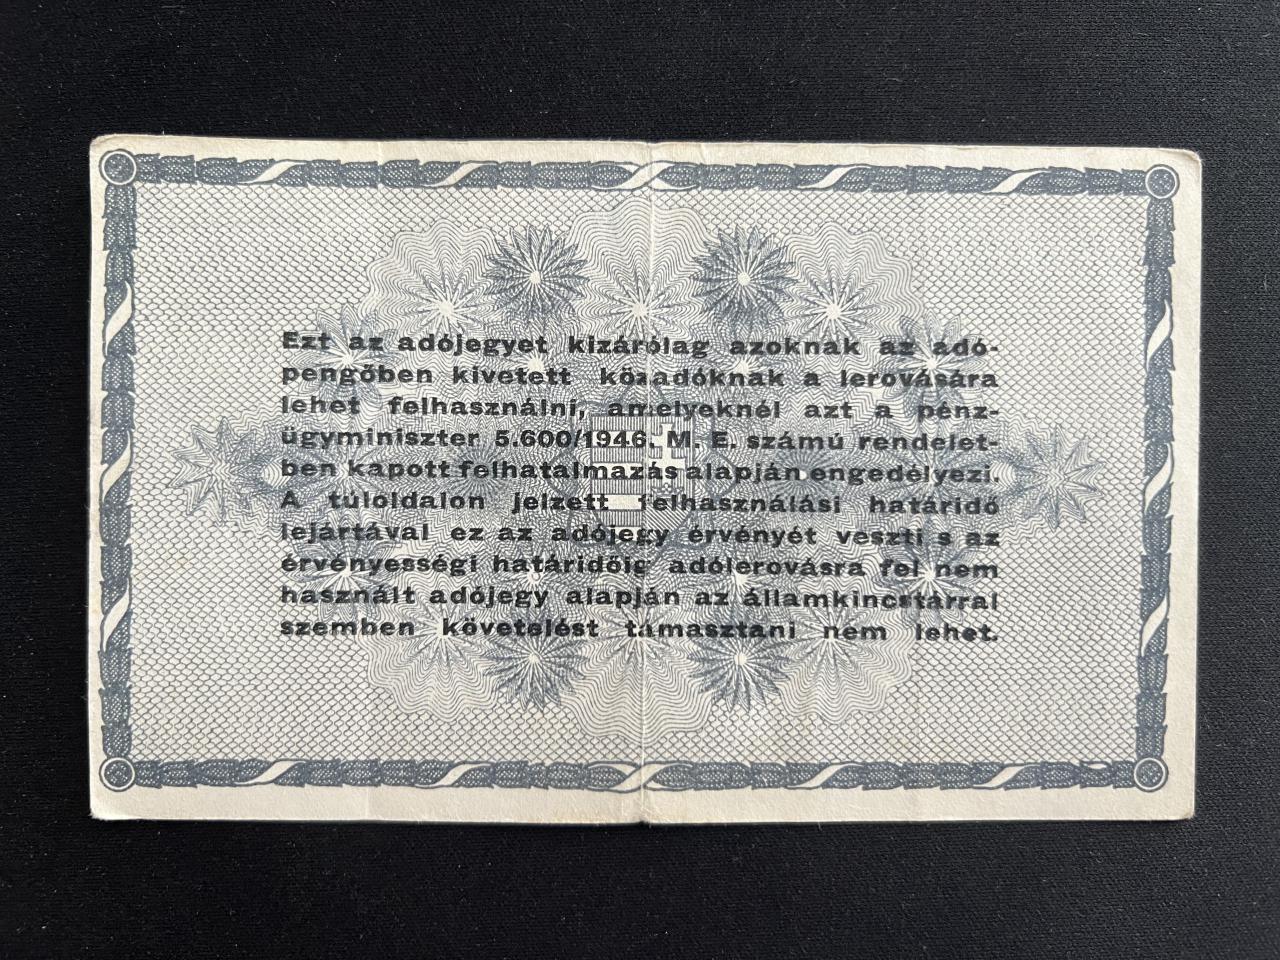 Ezt az adójegyet kizárólag azoknak az adó-
pengőben kivetett közadóknak a lerovására
lehet felhasználni, amelyeknél azt a pénz-
ügyminiszter 5.600/1946. M. E. számú rendelet-
ben kapott felhatalmazás alapján engedélyezi.
A túloldalon jelzett felhasználási határidő
lejártával ez az adójegy érvényét veszti s az
érvényességi határidőig adólerovásra fel nem
használt adójegy alapján az államkincstárral
szemben követelést támasztani nem lehet.